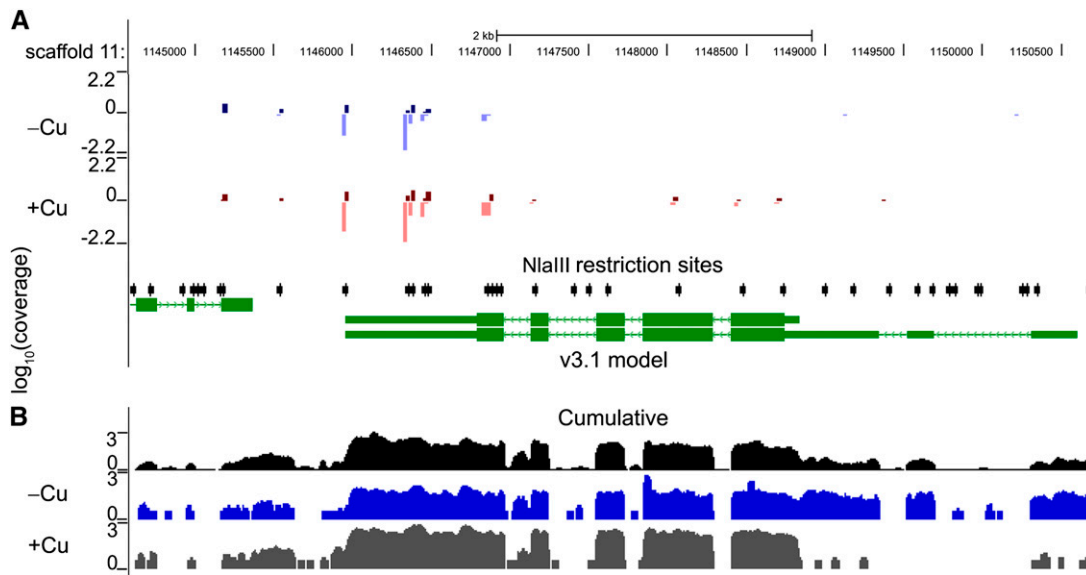 A
2 kb
scaffold 11: 1145000 1145500 1146000 1146500 1147000 1147500 1148000 1148500 1149000 1149500 1150000 1150500
2.2
0
−Cu
-2.2
2.2
0
+Cu
-2.2
NlaIII restriction sites
log10(coverage)
v3.1 model
B
Cumulative
3
0
−Cu
3
0
+Cu
3
0